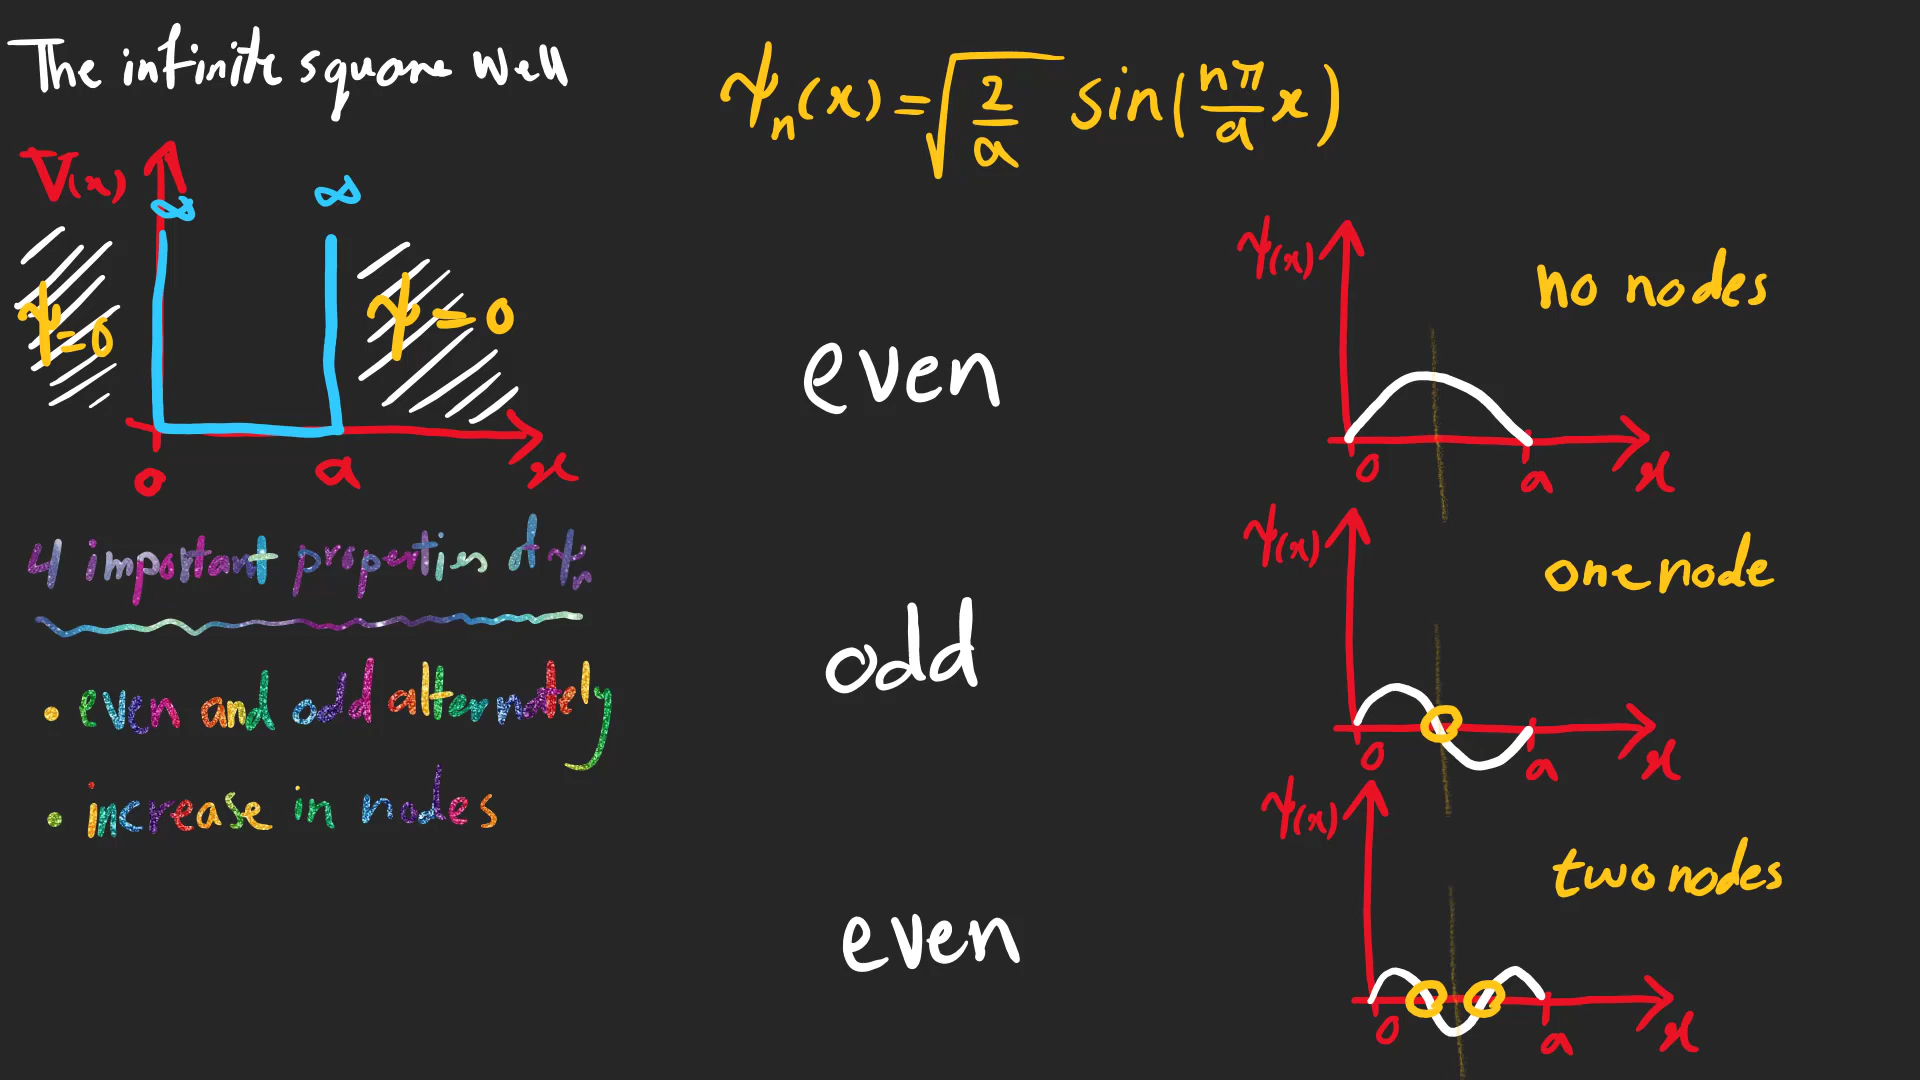 The infinite square well
ψn(x) = √(2/a) sin(nπ/a x)
V(x)
∞
∞
ψ=0
ψ=0
0
a
x
4 important properties of ψn
• even and odd alternately
• increase in nodes
even
ψ(x)
no nodes
0
a
x
odd
ψ(x)
one node
0
a
x
even
ψ(x)
two nodes
0
a
x